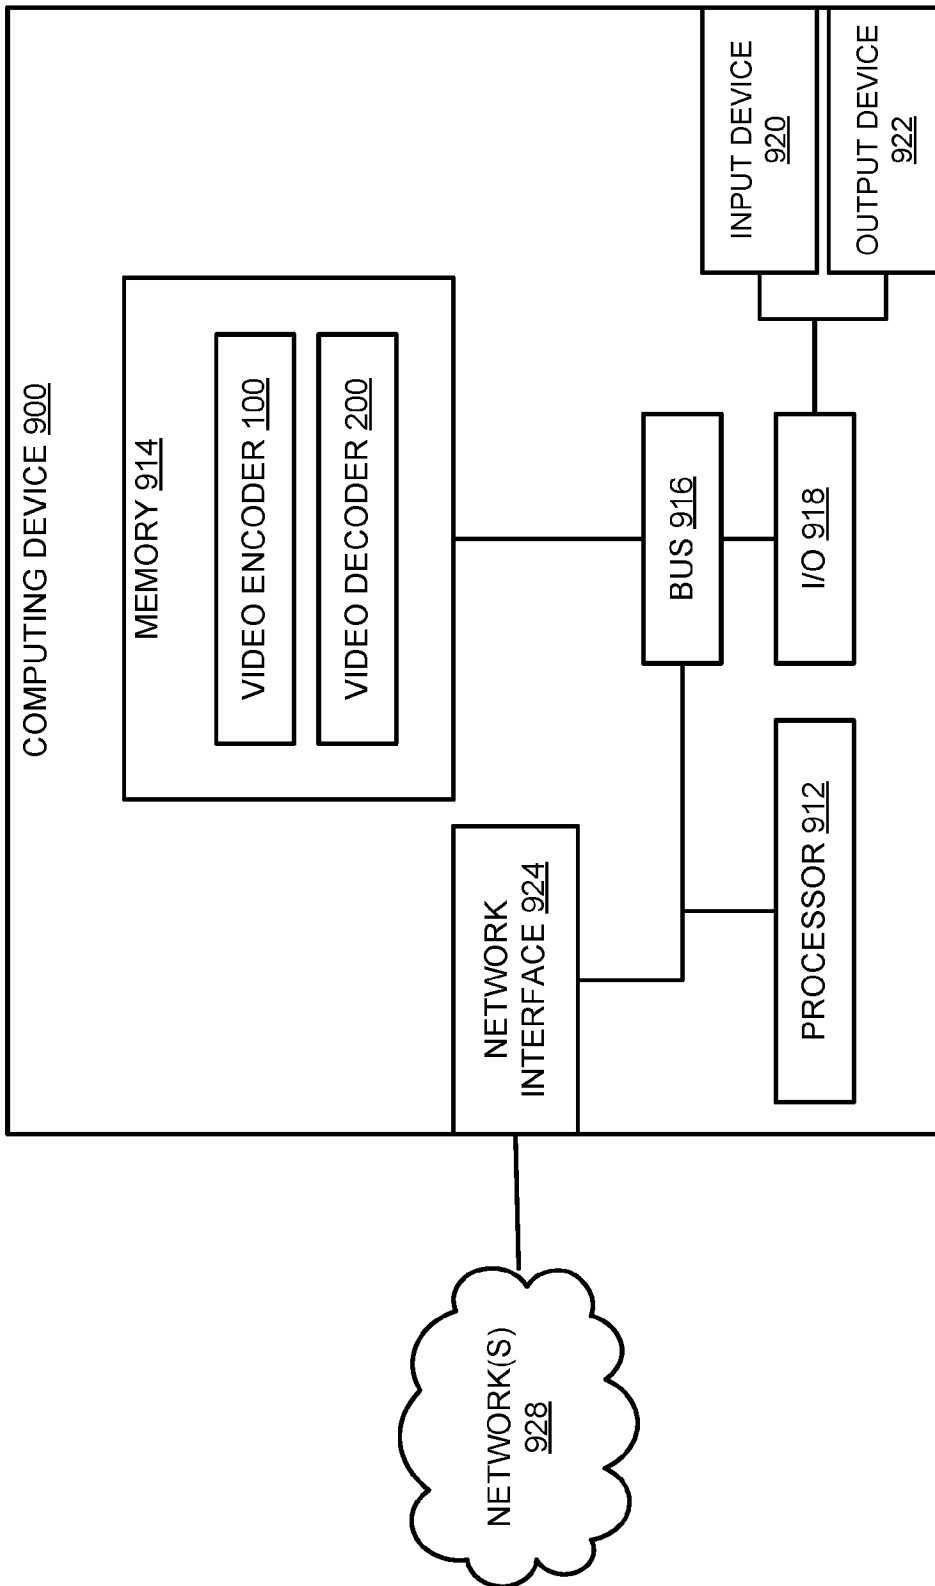 COMPUTING DEVICE 900
MEMORY 914
VIDEO ENCODER 100
VIDEO DECODER 200
NETWORK
INTERFACE 924
NETWORK(S)
928
BUS 916
PROCESSOR 912
I/O 918
INPUT DEVICE
920
OUTPUT DEVICE
922